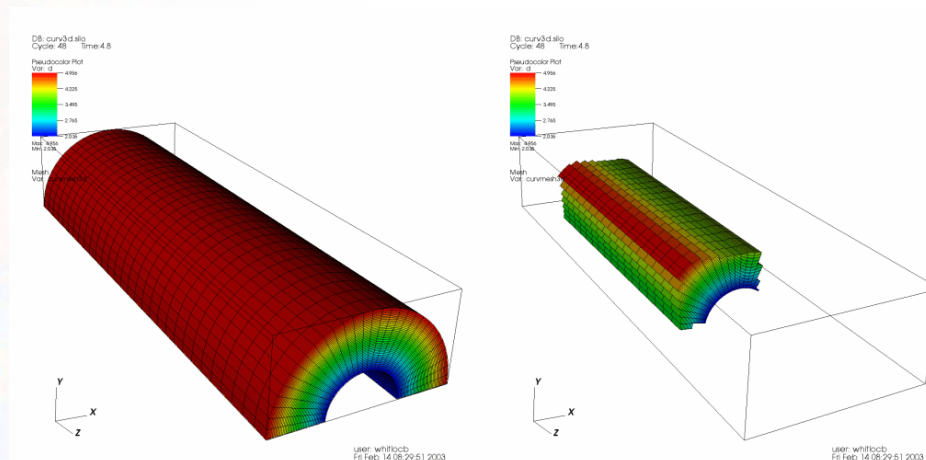 DB: curv3d.silo
Cycle: 48 Time:4.8
Pseudocolor Plot
Var: d
4.956
4.225
3.495
2.765
2.035
Max: 4.956
Min: 2.035
Mesh
Var: curvmesh3d
Y
X
Z
user: whitlocb
Fri Feb 14 08:29:51 2003
DB: curv3d.silo
Cycle: 48 Time:4.8
Pseudocolor Plot
Var: d
4.956
4.225
3.495
2.765
2.035
Max: 4.956
Min: 2.035
Mesh
Var: curvmesh3d
Y
X
Z
user: whitlocb
Fri Feb 14 08:29:51 2003